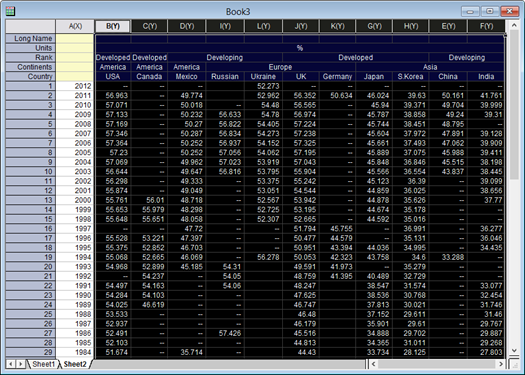 Book3
A(X) B(Y) C(Y) D(Y) I(Y) L(Y) J(Y) K(Y) G(Y) H(Y) E(Y) F(Y)
Long Name
Units %
Rank Developed Developed Developing Developed Developing
Continents America America America Europe Asia
Country USA Canada Mexico Russian Ukraine UK Germany Japan S.Korea China India
1 2012 -- -- -- -- 52.273 -- -- -- -- -- --
2 2011 56.963 -- 49.774 -- 52.962 56.352 50.634 46.024 39.63 50.161 41.761
3 2010 57.071 -- 50.018 -- 54.48 56.565 -- 45.94 39.371 49.704 39.999
4 2009 57.133 -- 50.232 56.633 54.78 56.974 -- 45.787 38.858 49.24 39.31
5 2008 57.169 -- 50.27 56.822 54.405 57.224 -- 45.744 38.451 48.795 --
6 2007 57.346 -- 50.287 56.834 54.273 57.238 -- 45.604 37.972 47.891 39.128
7 2006 57.364 -- 50.252 56.937 54.152 57.325 -- 45.661 37.493 47.062 39.909
8 2005 57.23 -- 50.252 57.056 54.062 57.195 -- 45.889 37.075 45.988 39.411
9 2004 57.069 -- 49.962 57.023 53.919 57.043 -- 45.848 36.846 45.515 38.198
10 2003 56.644 -- 49.647 56.816 53.795 55.904 -- 45.566 36.554 43.837 38.445
11 2002 56.298 -- 49.333 -- 53.375 55.242 -- 45.123 36.39 -- 39.099
12 2001 55.874 -- 49.049 -- 53.051 54.544 -- 44.859 36.025 -- 38.656
13 2000 55.761 56.01 48.718 -- 52.567 53.942 -- 44.878 35.626 -- 37.77
14 1999 55.653 55.979 48.298 -- 52.725 53.195 -- 44.674 35.178 -- --
15 1998 55.648 55.651 48.058 -- 52.307 52.665 -- 44.592 35.016 -- --
16 1997 -- -- 47.72 -- -- 51.794 45.755 -- 36.991 -- 36.277
17 1996 55.528 53.221 47.397 -- -- 50.477 44.579 -- 35.131 -- 36.046
18 1995 55.375 52.852 46.703 -- -- 50.951 43.394 44.036 34.995 -- 34.435
19 1994 55.068 52.665 46.069 -- 56.278 50.053 42.323 43.758 34.6 33.288 --
20 1993 54.968 52.899 45.185 54.31 -- 49.591 41.973 -- 35.279 -- --
21 1992 -- 54.237 -- 54.05 -- 48.759 41.395 40.489 32.729 -- --
22 1991 54.497 54.163 -- 54.06 -- 48.247 -- 38.547 31.574 -- 33.077
23 1990 54.284 54.103 -- -- -- 47.625 -- 38.536 30.768 -- 32.454
24 1989 54.025 46.619 -- -- -- 46.747 -- 37.813 30.021 -- 31.746
25 1988 53.533 -- -- -- -- 46.48 -- 37.152 29.611 -- 31.46
26 1987 52.937 -- -- -- -- 46.179 -- 35.901 29.61 -- 29.767
27 1986 52.491 -- -- 57.426 -- 45.516 -- 34.888 29.702 -- 29.887
28 1985 52.103 -- -- -- -- 44.813 -- 34.365 31.011 -- 29.268
29 1984 51.674 -- 35.714 -- -- 44.43 -- 33.734 28.125 -- 27.803
Sheet1 Sheet2